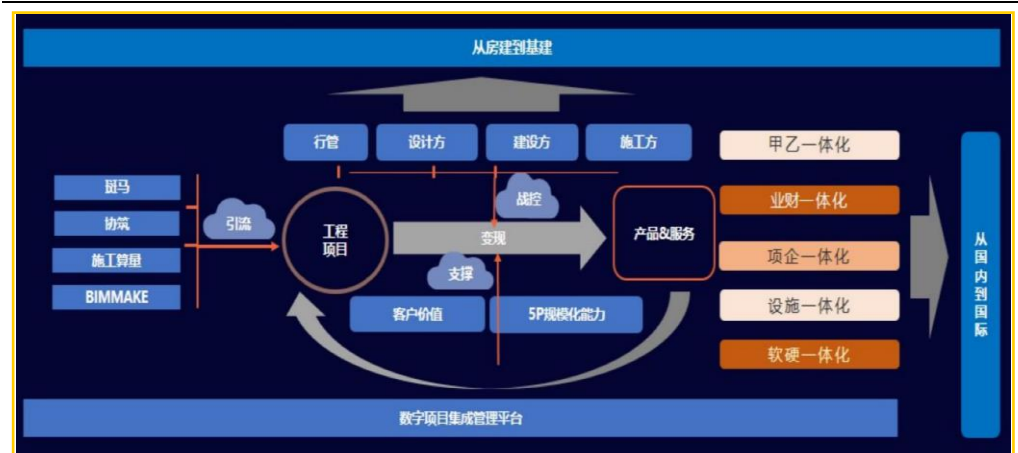 从房建到基建
行管
设计方
建设方
施工方
甲乙一体化
斑马
协筑
施工算量
BIMMAKE
引流
工程
项目
战控
变现
支撑
产品&服务
业财一体化
项企一体化
设施一体化
软硬一体化
客户价值
5P规模化能力
从国内到国际
数字项目集成管理平台